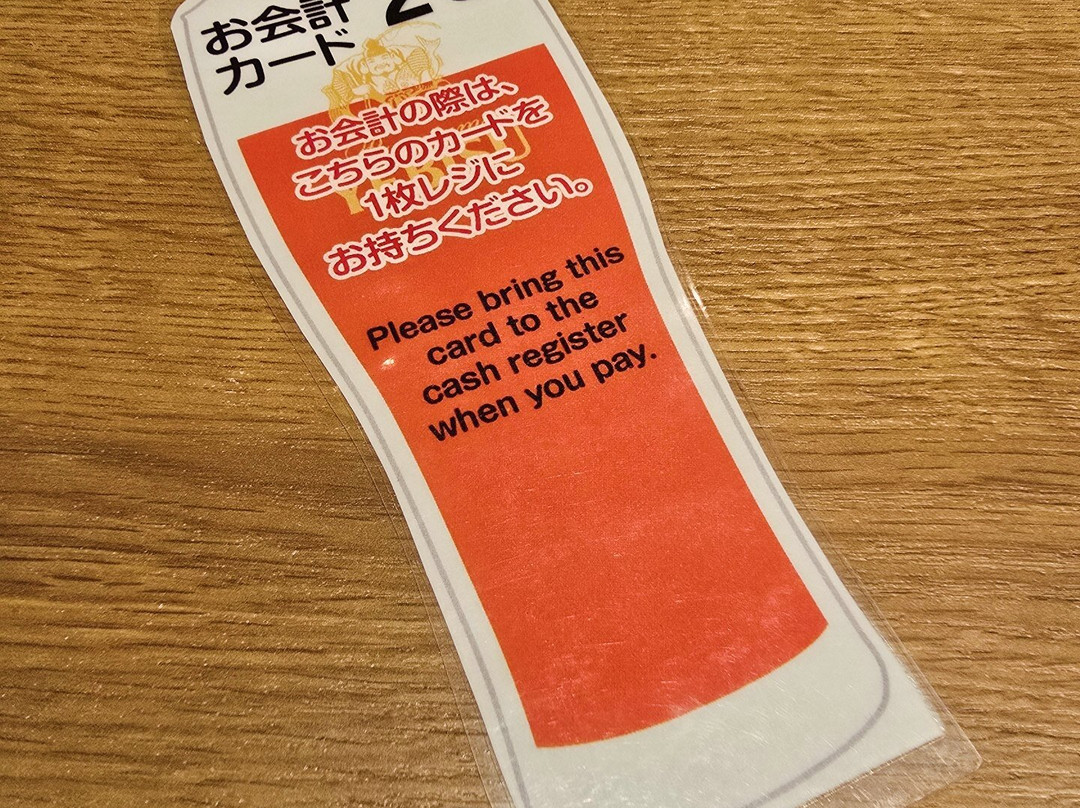 お会計
カード
お会計の際は、
こちらのカードを
1枚レジに
お持ちください。
Please bring this
card to the
cash register
when you pay.